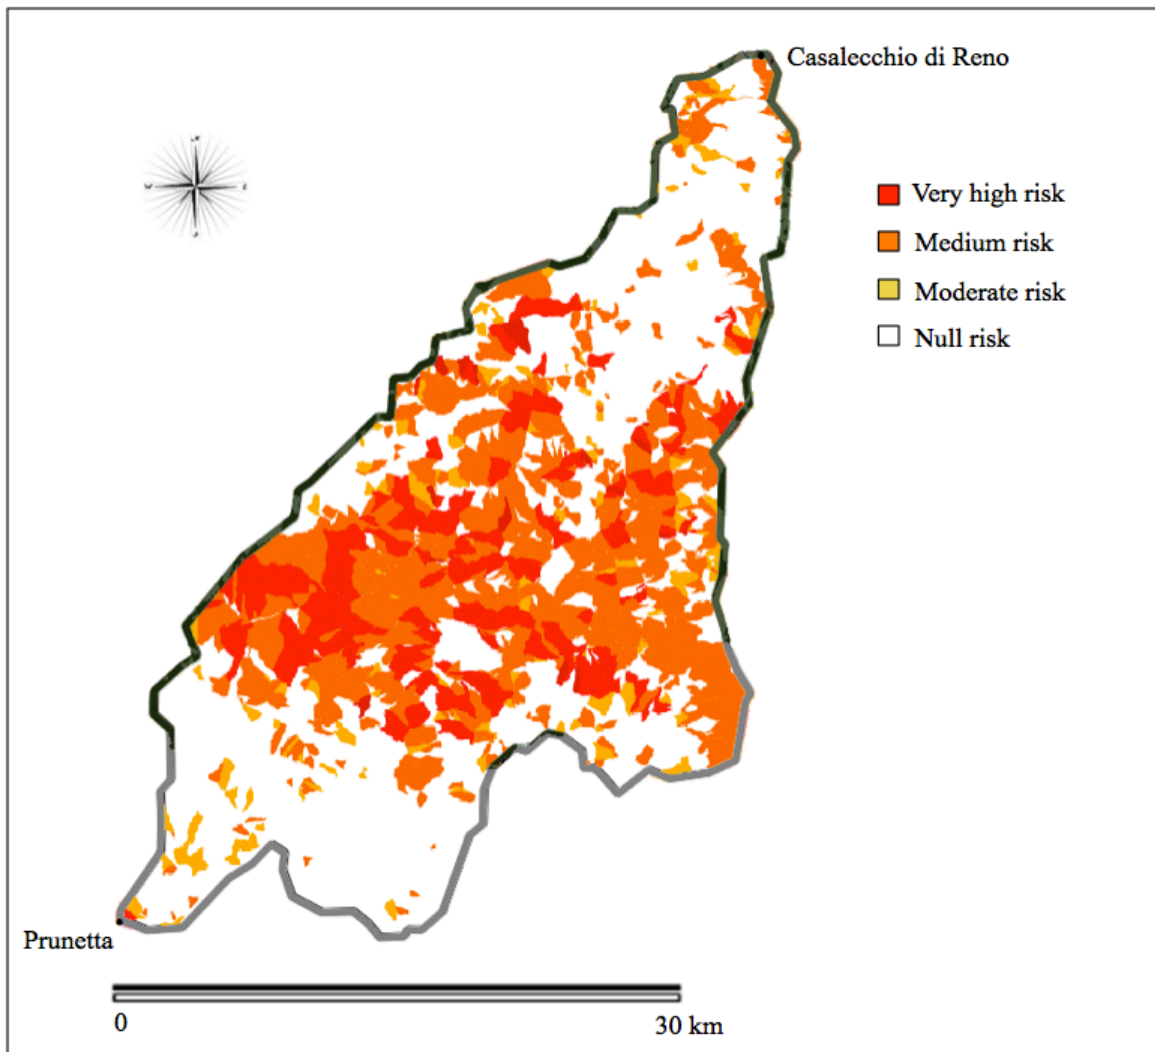 Casalecchio di Reno
Very high risk
Medium risk
Moderate risk
Null risk
Prunetta
0
30 km